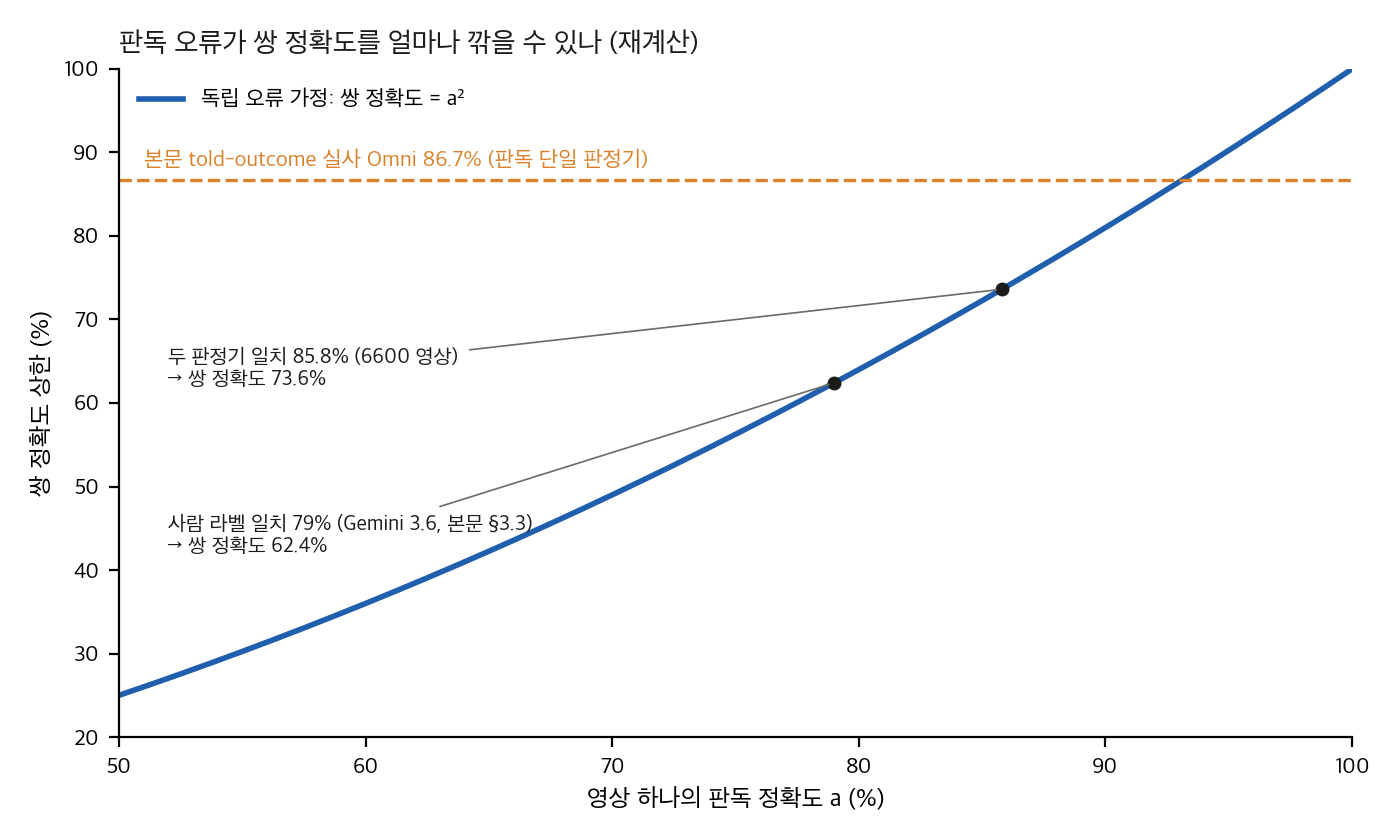 판독 오류가 쌍 정확도를 얼마나 깎을 수 있나 (재계산)
독립 오류 가정: 쌍 정확도 = a²
본문 told-outcome 실사 Omni 86.7% (판독 단일 판정기)
두 판정기 일치 85.8% (6600 영상)
→ 쌍 정확도 73.6%
사람 라벨 일치 79% (Gemini 3.6, 본문 §3.3)
→ 쌍 정확도 62.4%
쌍 정확도 상한 (%)
100
90
80
70
60
50
40
30
20
50
60
70
80
90
100
영상 하나의 판독 정확도 a (%)